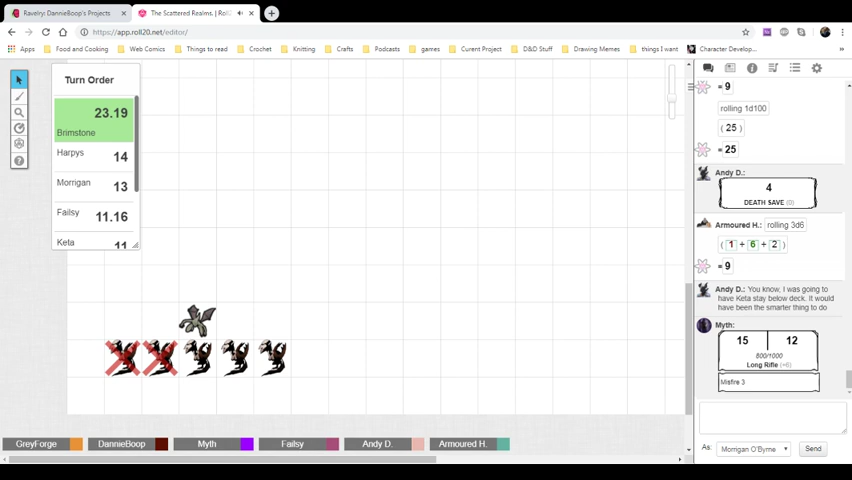 Ravelry: DannieBoop's Projects
The Scattered Realms. | Roll2
https://app.roll20.net/editor/
Apps
Food and Cooking
Web Comics
Things to read
Crochet
Knitting
Crafts
Podcasts
games
Curent Project
D&D Stuff
Drawing Memes
things I want
Character Develop...
Turn Order
23.19
Brimstone
Harpys
14
Morrigan
13
Failsy
11.16
Keta
11
= 9
rolling 1d100
(25)
= 25
Andy D.:
4
DEATH SAVE (0)
Armoured H.: rolling 3d6
(1 + 6 + 2)
= 9
Andy D.: You know, I was going to
have Keta stay below deck. It would
have been the smarter thing to do
Myth:
15 12
800/1000
Long Rifle (+6)
Misfire 3
As: Morrigan O'Byrne
Send
GreyForge
DannieBoop
Myth
Failsy
Andy D.
Armoured H.